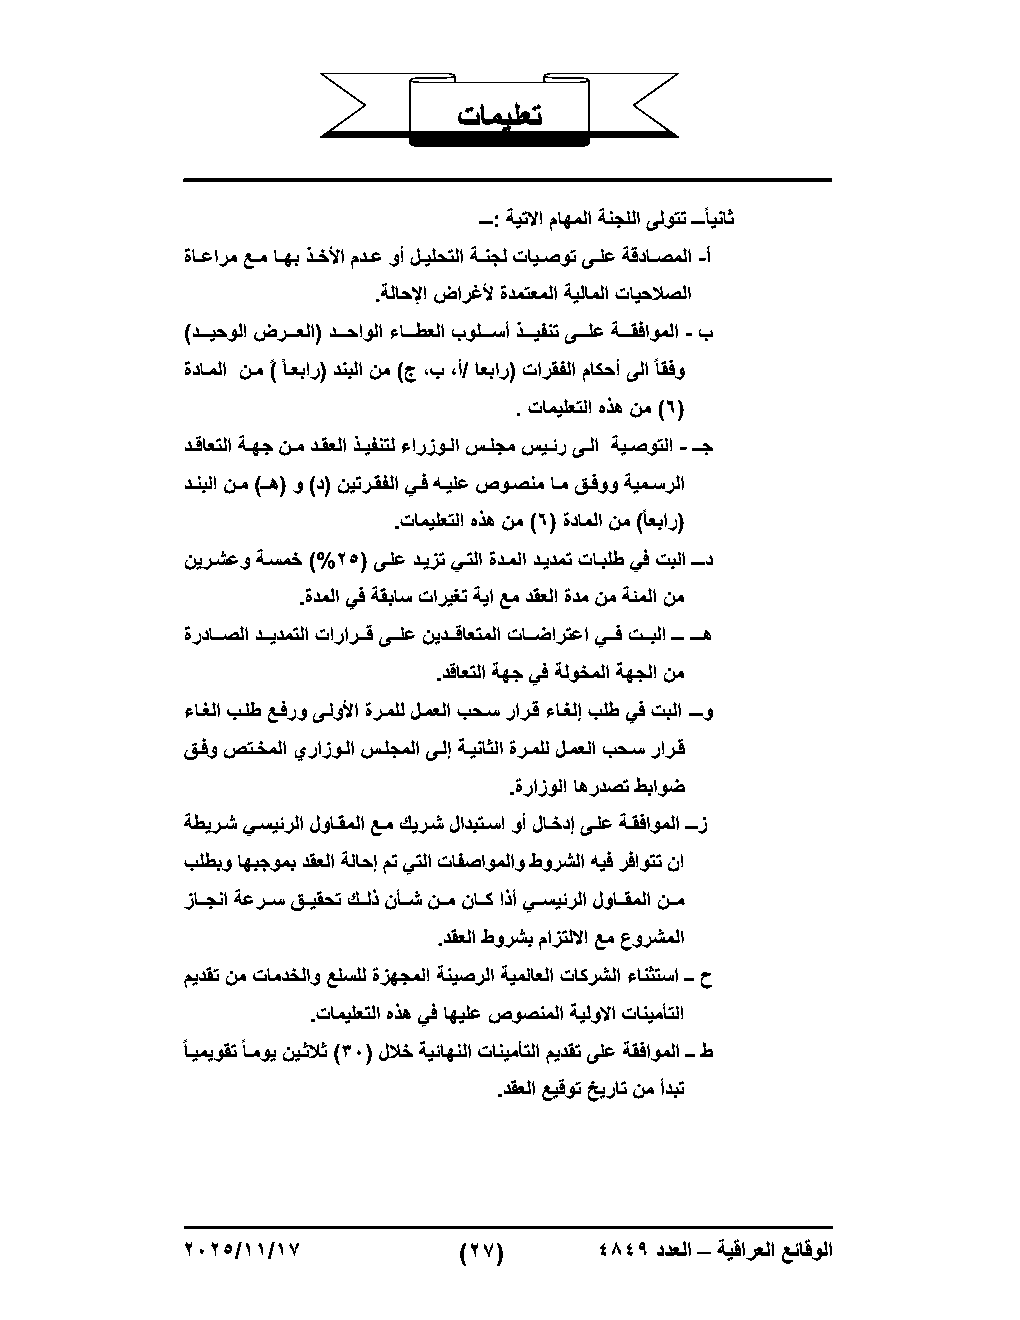 تعليمات
ثانياًــ تتولى اللجنة المهام الاتية :ــ
أ- المصادقة على توصيات لجنة التحليل أو عدم الأخذ بها مع مراعاة
الصلاحيات المالية المعتمدة لأغراض الإحالة.
ب - الموافقة على تنفيذ أسلوب العطاء الواحد (العرض الوحيد)
وفقاً الى أحكام الفقرات (رابعا /أ، ب، ج) من البند (رابعاً ) من المادة
(٦) من هذه التعليمات .
جـ - التوصية الى رئيس مجلس الوزراء لتنفيذ العقد من جهة التعاقد
الرسمية ووفق ما منصوص عليه في الفقرتين (د) و (هـ) من البند
(رابعاً) من المادة (٦) من هذه التعليمات.
دــ البت في طلبات تمديد المدة التي تزيد على (٢٥%) خمسة وعشرين
من المئة من مدة العقد مع اية تغيرات سابقة في المدة.
هـ ــ البت في اعتراضات المتعاقدين على قرارات التمديد الصادرة
من الجهة المخولة في جهة التعاقد.
وــ البت في طلب إلغاء قرار سحب العمل للمرة الأولى ورفع طلب الغاء
قرار سحب العمل للمرة الثانية إلى المجلس الوزاري المختص وفق
ضوابط تصدرها الوزارة.
زــ الموافقة على إدخال أو استبدال شريك مع المقاول الرئيسي شريطة
ان تتوافر فيه الشروط والمواصفات التي تم إحالة العقد بموجبها وبطلب
من المقاول الرئيسي أذا كان من شأن ذلك تحقيق سرعة انجاز
المشروع مع الالتزام بشروط العقد.
ح ــ استثناء الشركات العالمية الرصينة المجهزة للسلع والخدمات من تقديم
التأمينات الاولية المنصوص عليها في هذه التعليمات.
ط ــ الموافقة على تقديم التأمينات النهائية خلال (٣٠) ثلاثين يوماً تقويمياً
تبدأ من تاريخ توقيع العقد.
الوقائع العراقية – العدد ٤٨٤٩ (٢٧) ٢٠٢٥/١١/١٧